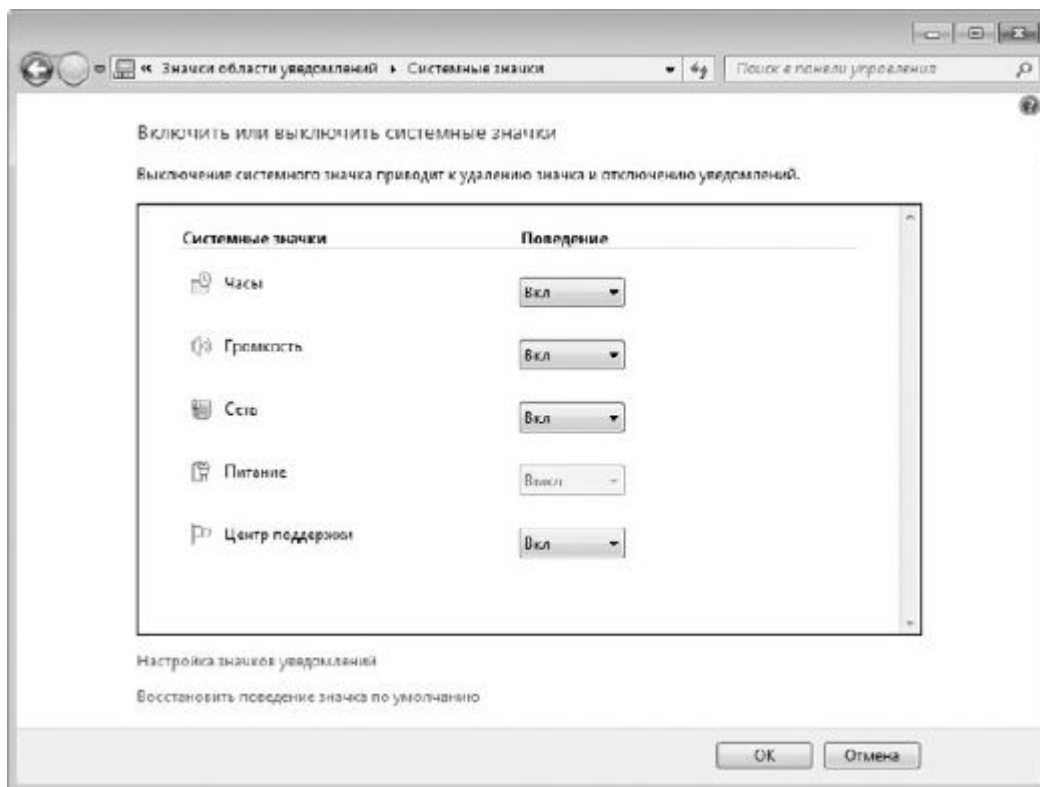 « Значки области уведомлений ▸ Системные значки
Поиск в панели управления
Включить или выключить системные значки
Выключение системного значка приводит к удалению значка и отключению уведомлений.
Системные значки Поведение
Часы Вкл
Громкость Вкл
Сеть Вкл
Питание Выкл
Центр поддержки Вкл
Настройка значков уведомлений
Восстановить поведение значка по умолчанию
OK Отмена